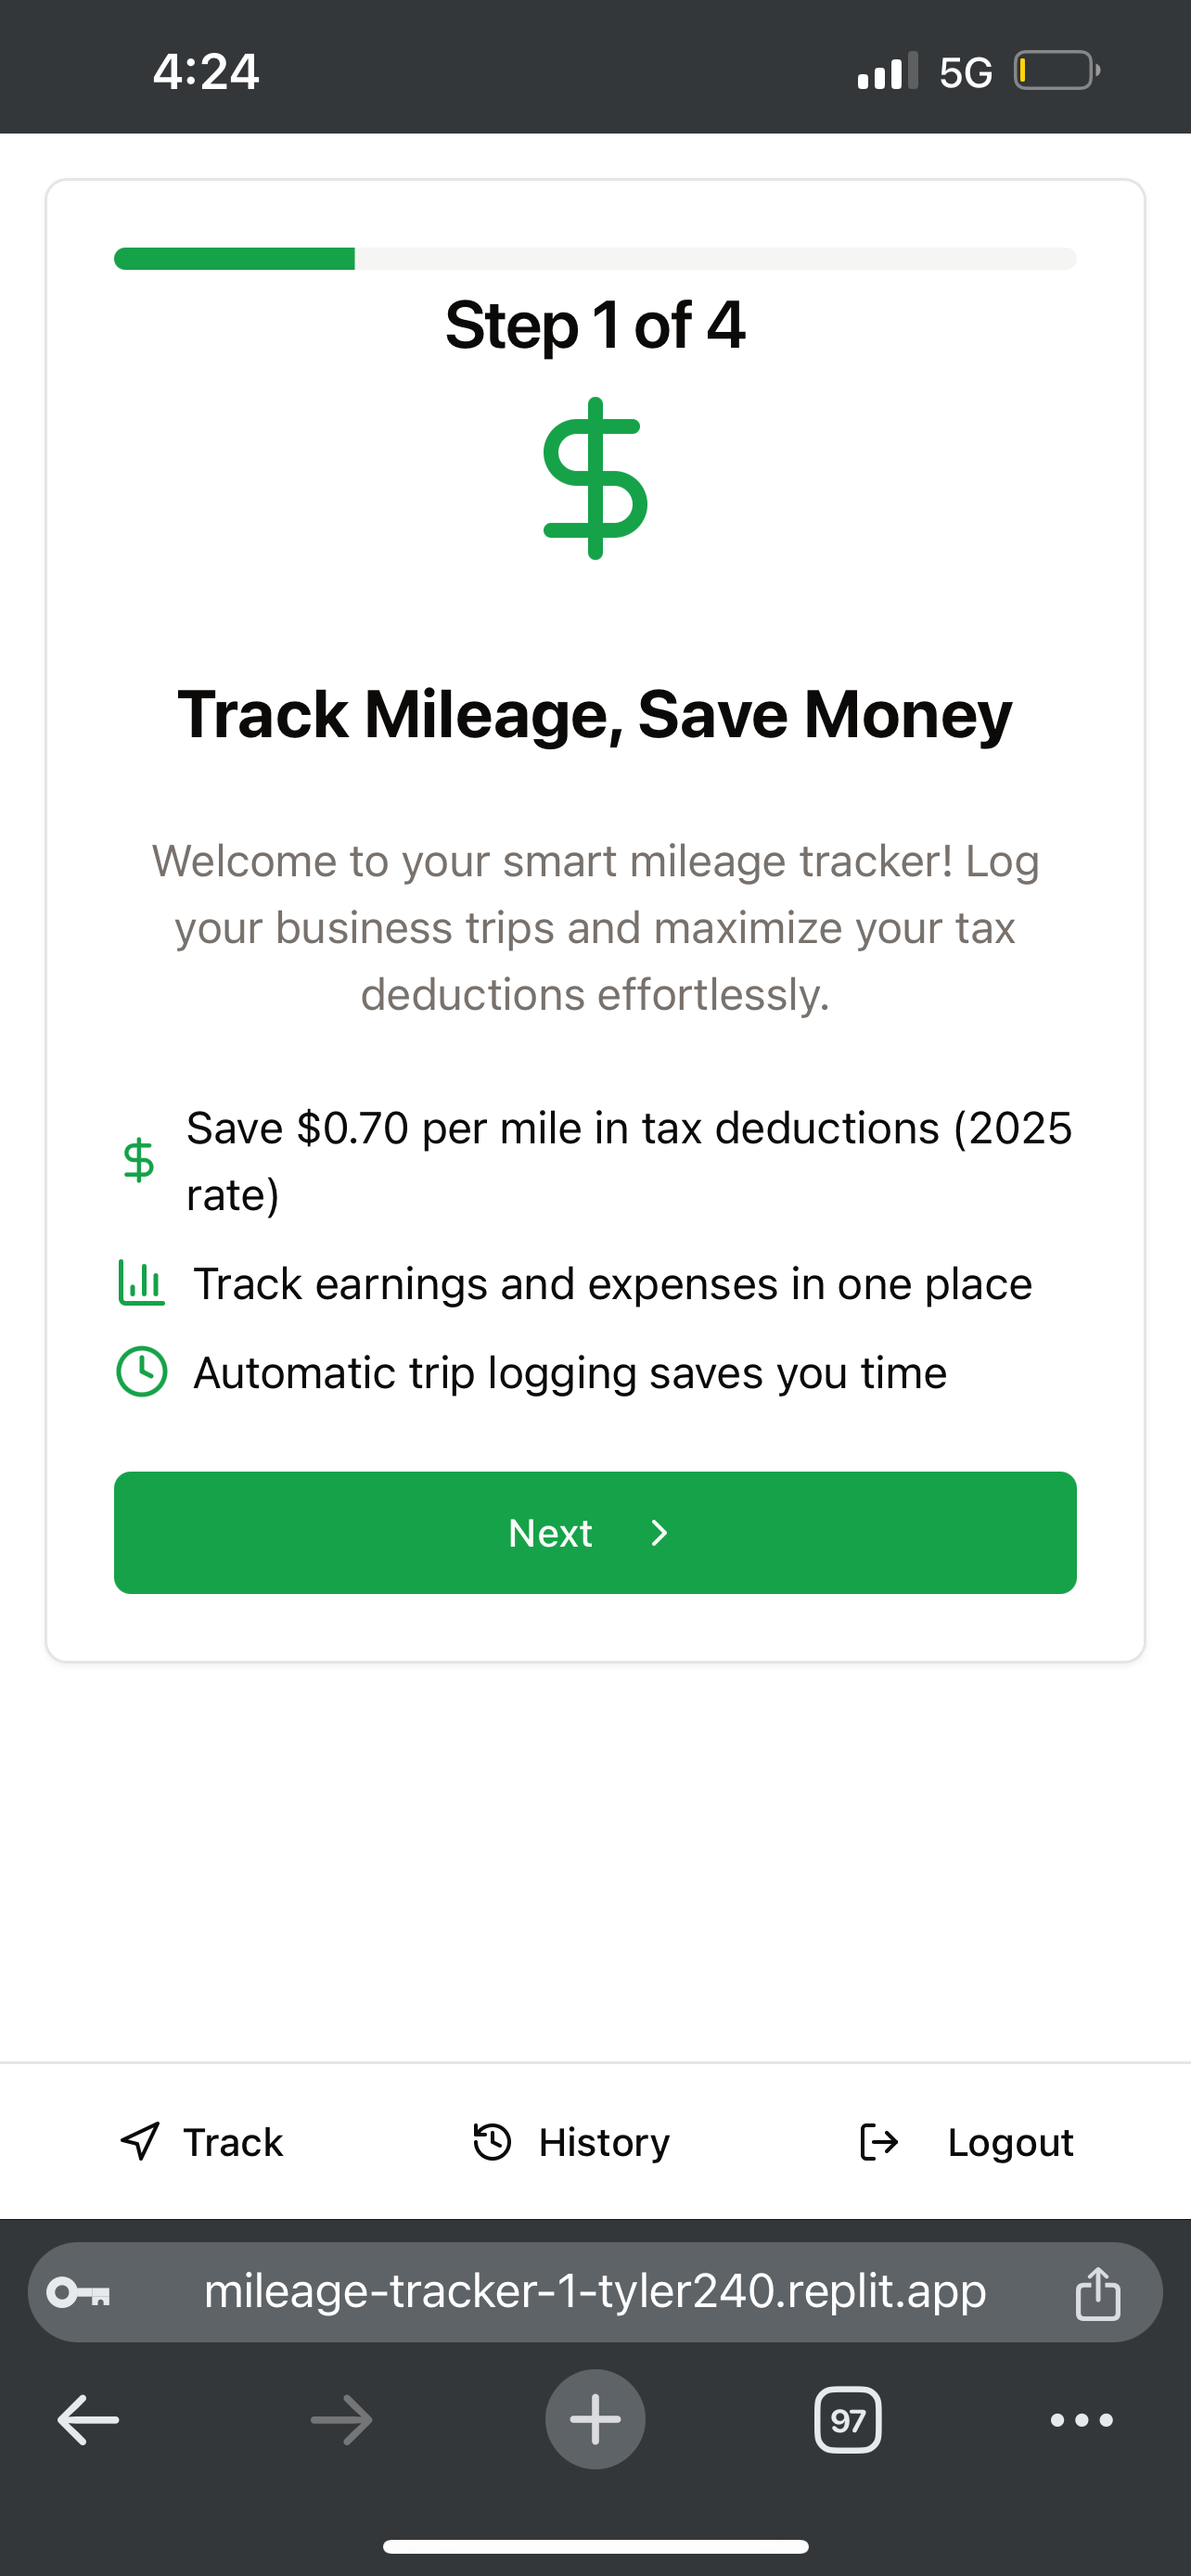 4:24
5G
Step 1 of 4
Track Mileage, Save Money
Welcome to your smart mileage tracker! Log
your business trips and maximize your tax
deductions effortlessly.
Save $0.70 per mile in tax deductions (2025
rate)
Track earnings and expenses in one place
Automatic trip logging saves you time
Next
Track
History
Logout
mileage-tracker-1-tyler240.replit.app
97